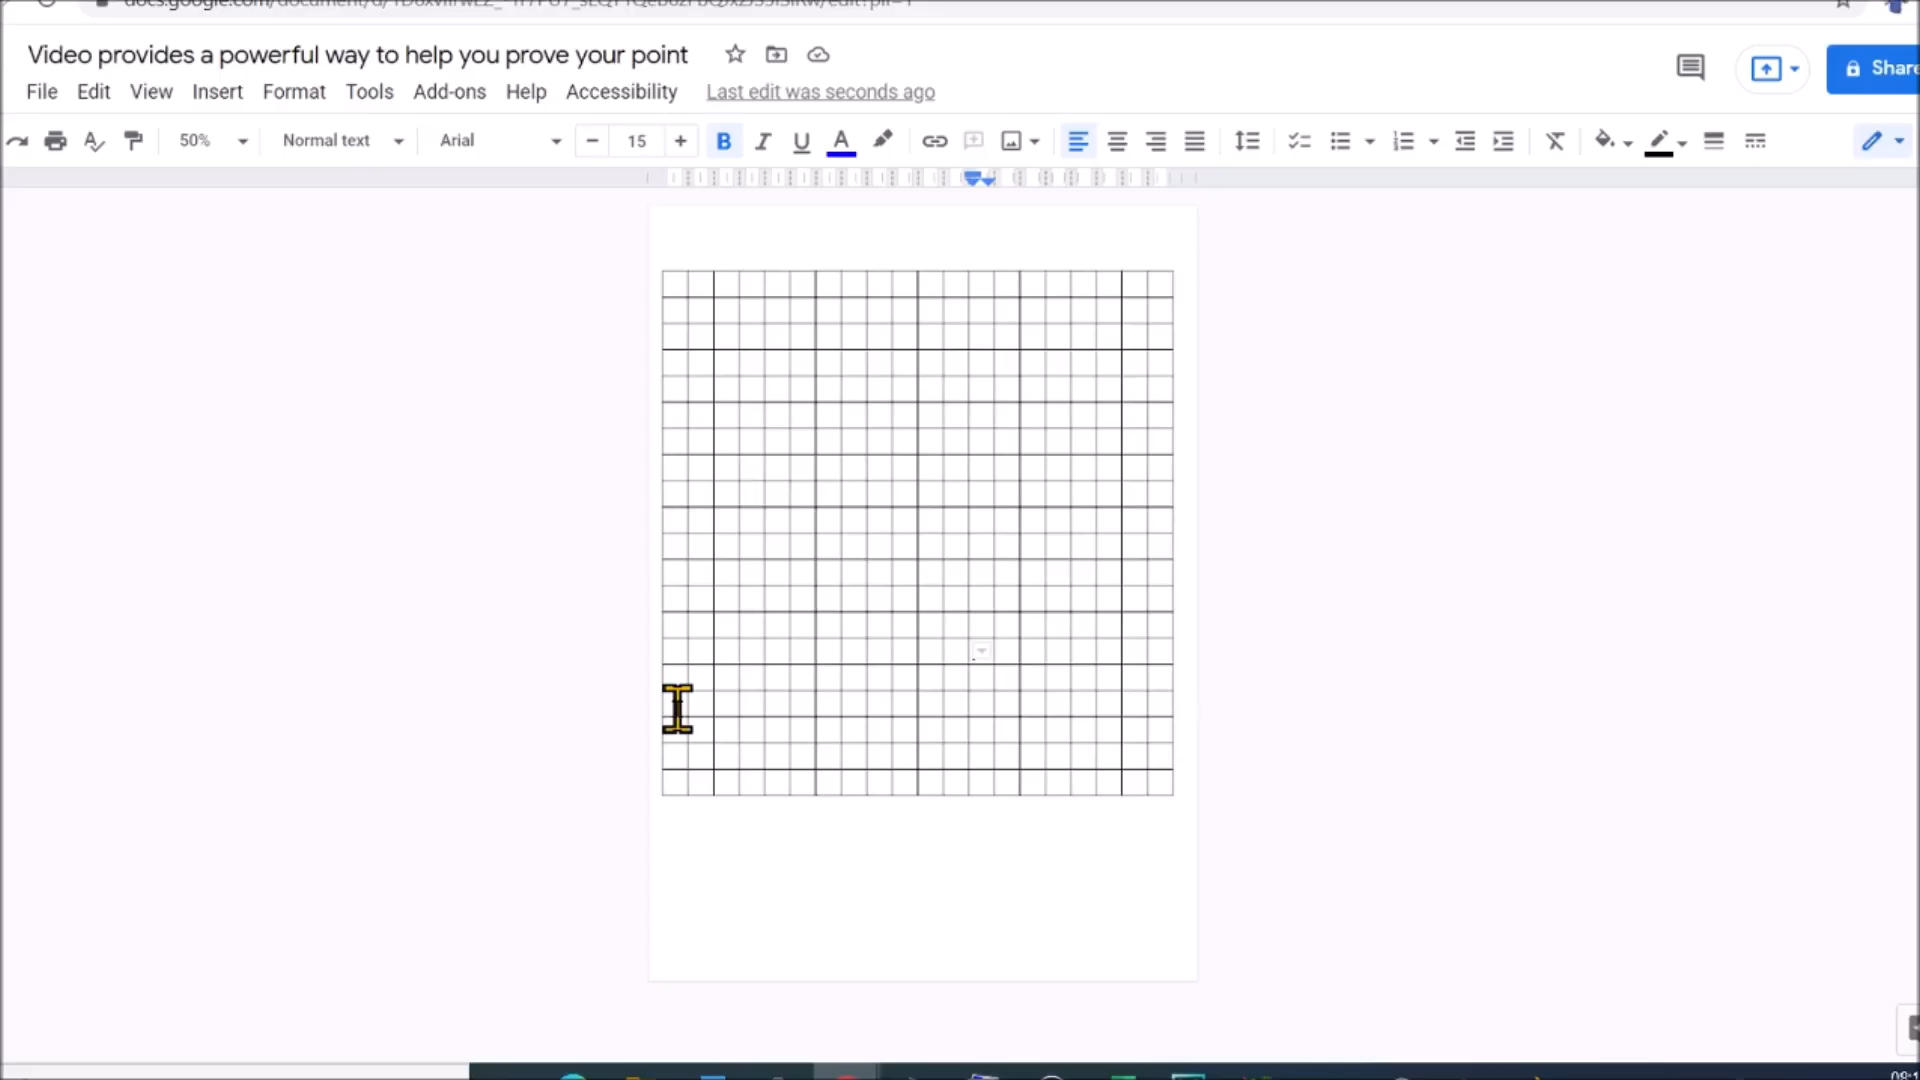 Video provides a powerful way to help you prove your point
File Edit View Insert Format Tools Add-ons Help Accessibility Last edit was seconds ago
Share
50% Normal text Arial − 15 + B I U A